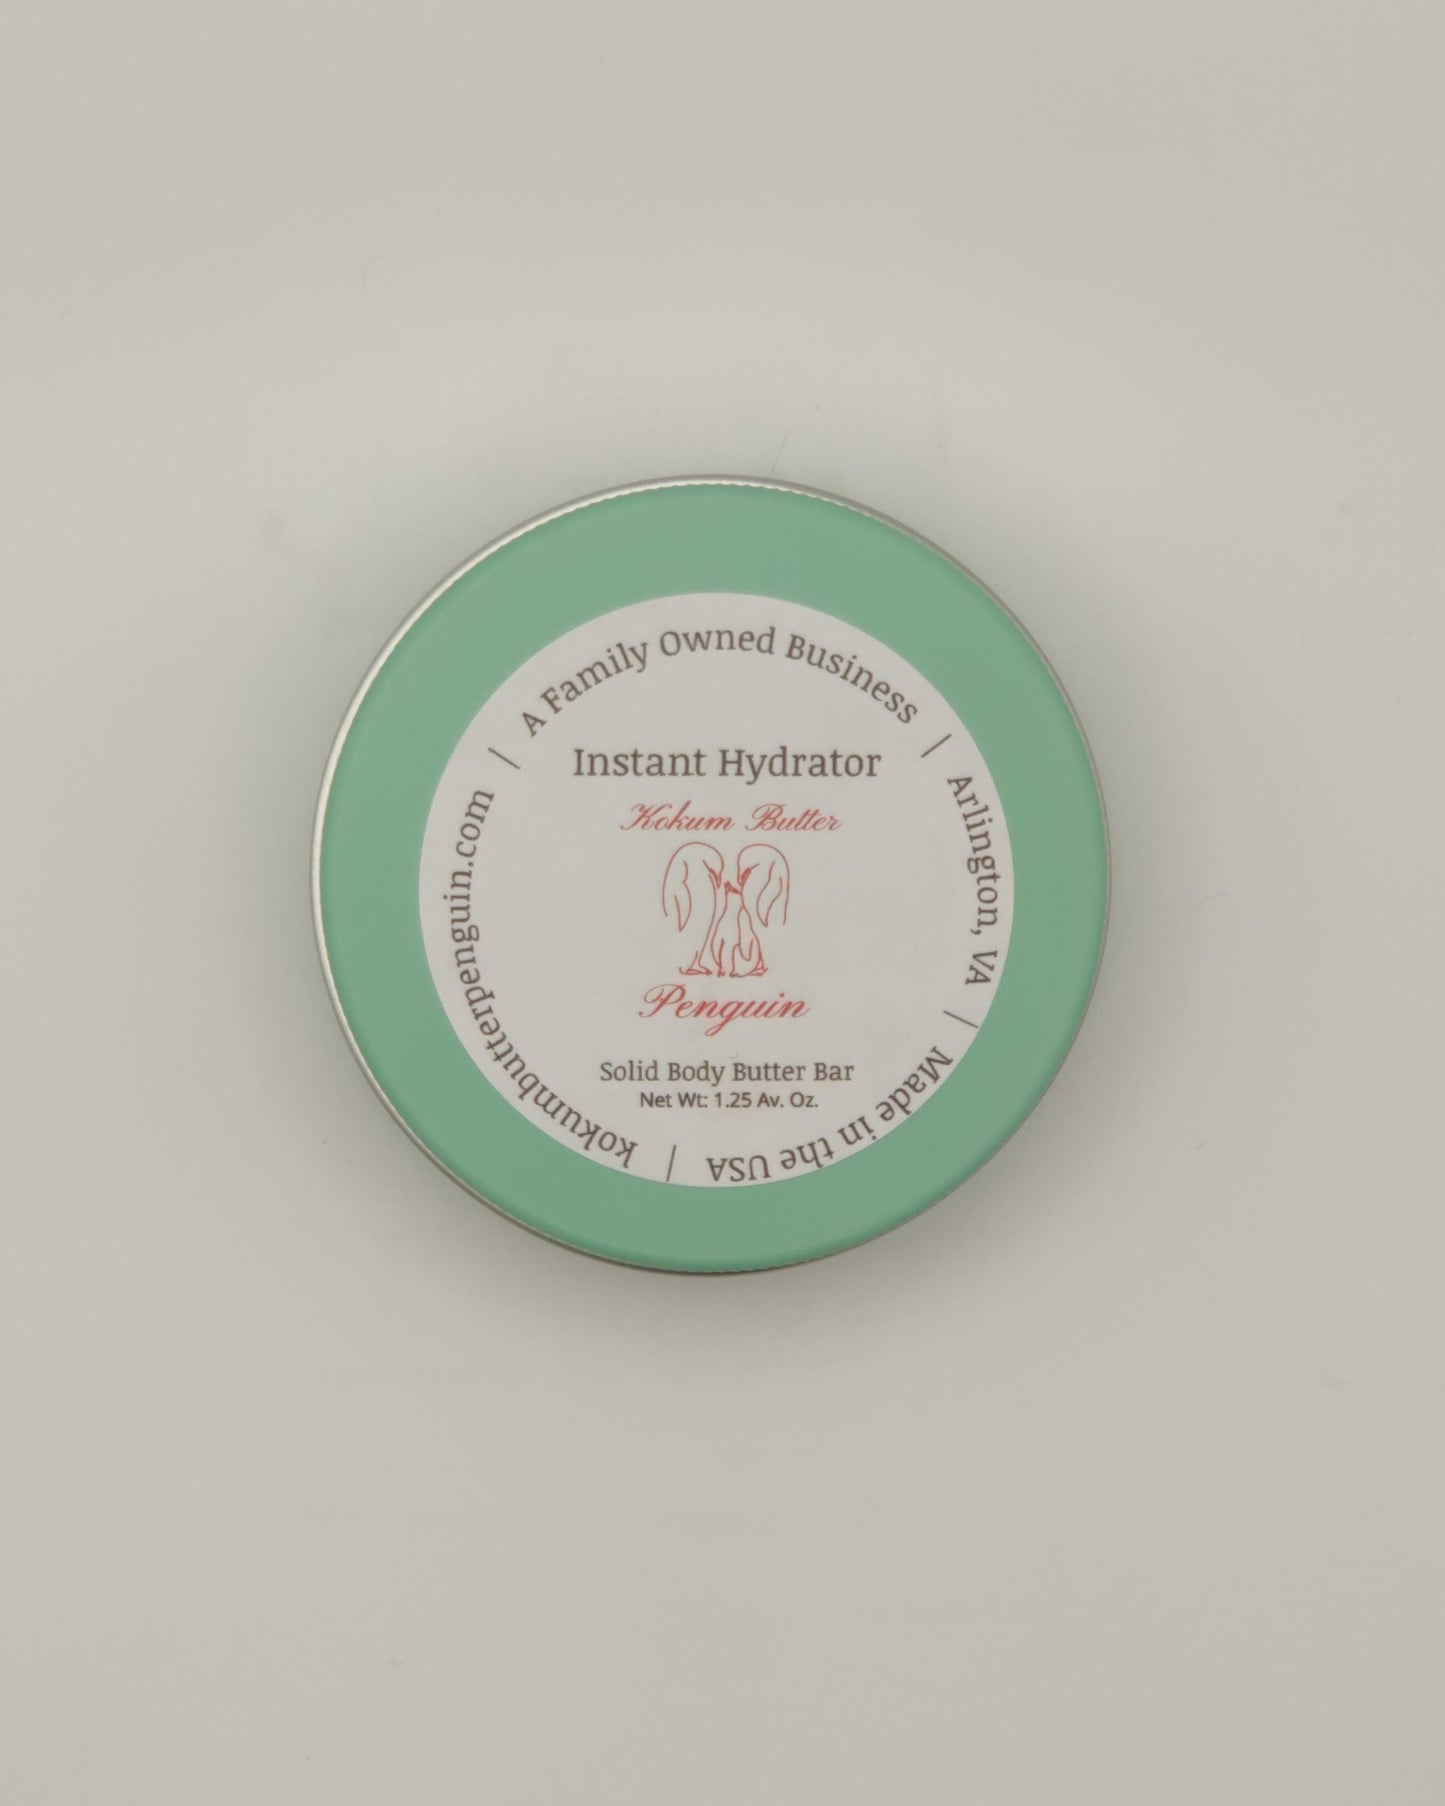 A Family Owned Business | Arlington, VA | Made in the USA | kokumbutterpenguin.com |
Instant Hydrator
Kokum Butter
Penguin
Solid Body Butter Bar
Net Wt: 1.25 Av. Oz.